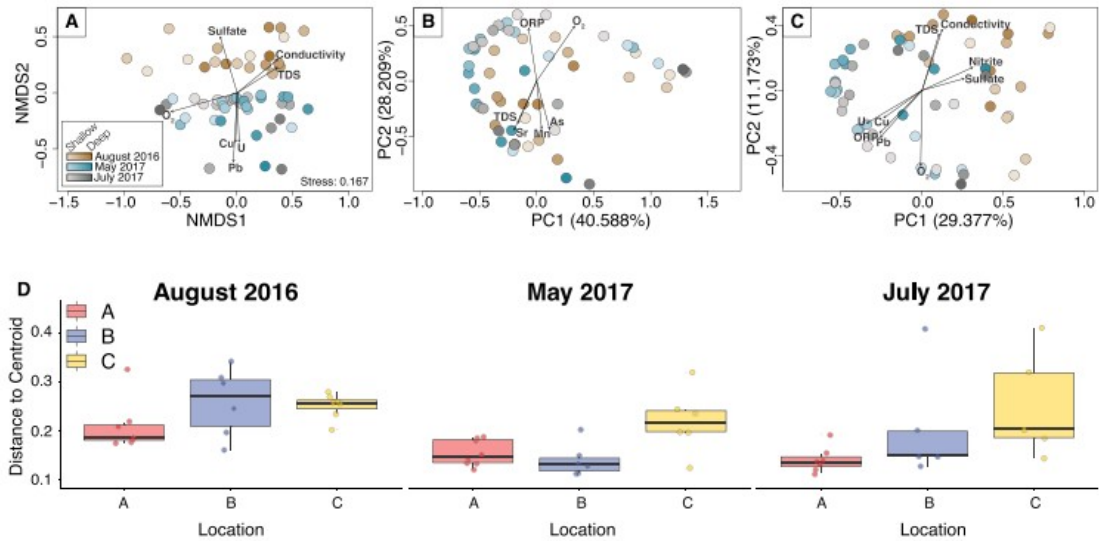 A
Sulfate
Conductivity
TDS
O2
Cu
U
Pb
Shallow
Deep
August 2016
May 2017
July 2017
Stress: 0.167
NMDS2
0.5
0.0
−0.5
−1.5
−1.0
−0.5
0.0
0.5
1.0
NMDS1
B
ORP
O2
TDS
Sr
Mn
As
PC2 (28.209%)
0.5
0.0
−0.5
−1.0
−0.5
0.0
0.5
1.0
1.5
PC1 (40.588%)
C
Conductivity
TDS
Nitrite
Sulfate
U
Cu
ORP
Pb
O2
PC2 (11.173%)
0.4
0.0
−0.4
−0.5
0.0
0.5
1.0
PC1 (29.377%)
D
August 2016
May 2017
July 2017
A
B
C
Distance to Centroid
0.4
0.3
0.2
0.1
A
B
C
A
B
C
A
B
C
Location
Location
Location